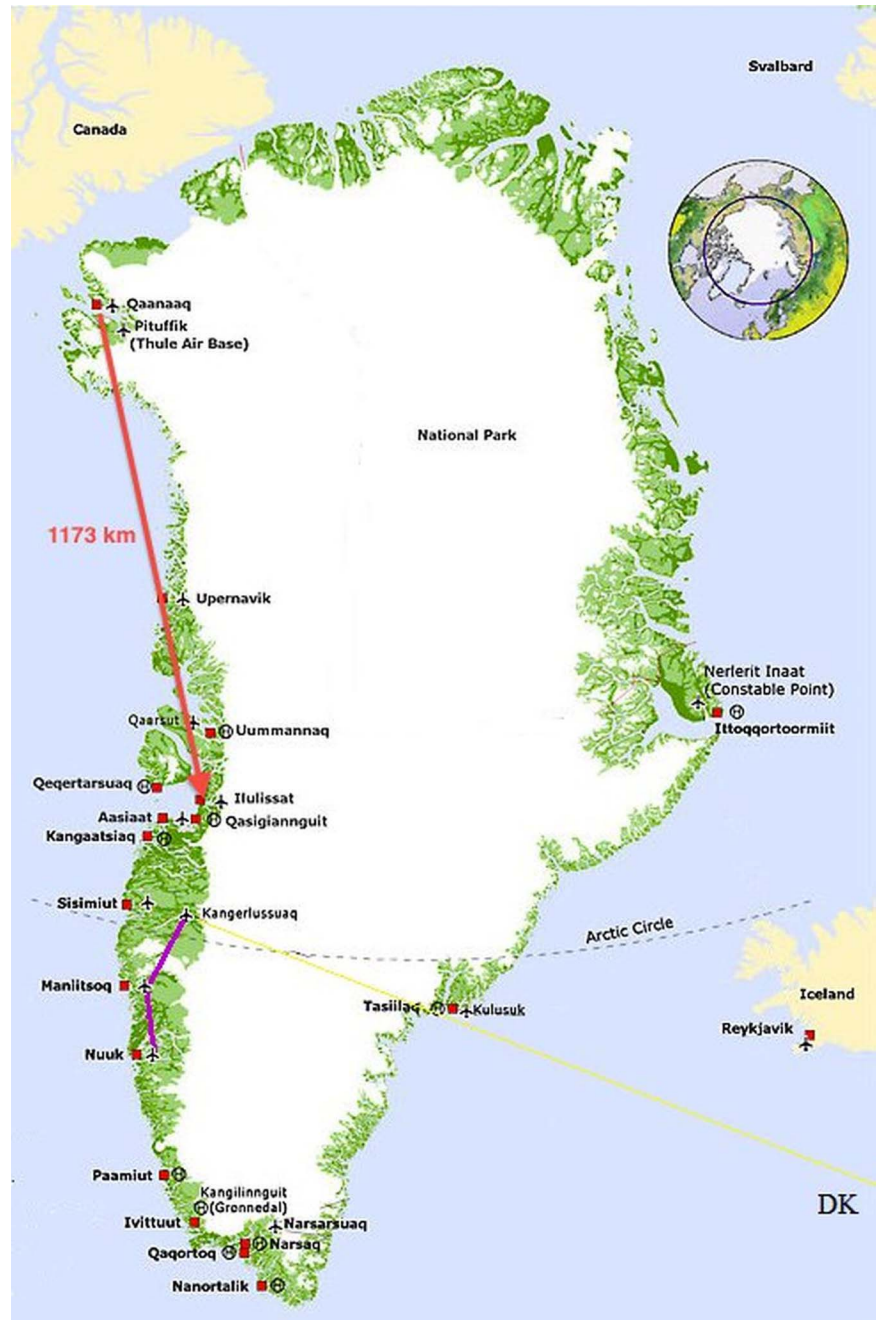 Svalbard
Canada
Qaanaaq
Pituffik
(Thule Air Base)
National Park
1173 km
Upernavik
Nerlerit Inaat
(Constable Point)
Qaarsut
Ittoqqortoormiit
Uummannaq
Qeqertarsuaq
H
H
H
Ilulissat
Aasiaat
H
Qasigiannguit
Kangaatsiaq
H
Sisimiut
Kangerlussuaq
Arctic Circle
Maniitsoq
Iceland
Tasiilaq
H
Kulusuk
Reykjavik
Nuuk
Paamiut
H
Kangilinnguit
H
(Grønnedal)
DK
Ivittuut
Narsarsuaq
H
Narsaq
Qaqortoq
H
Nanortalik
H